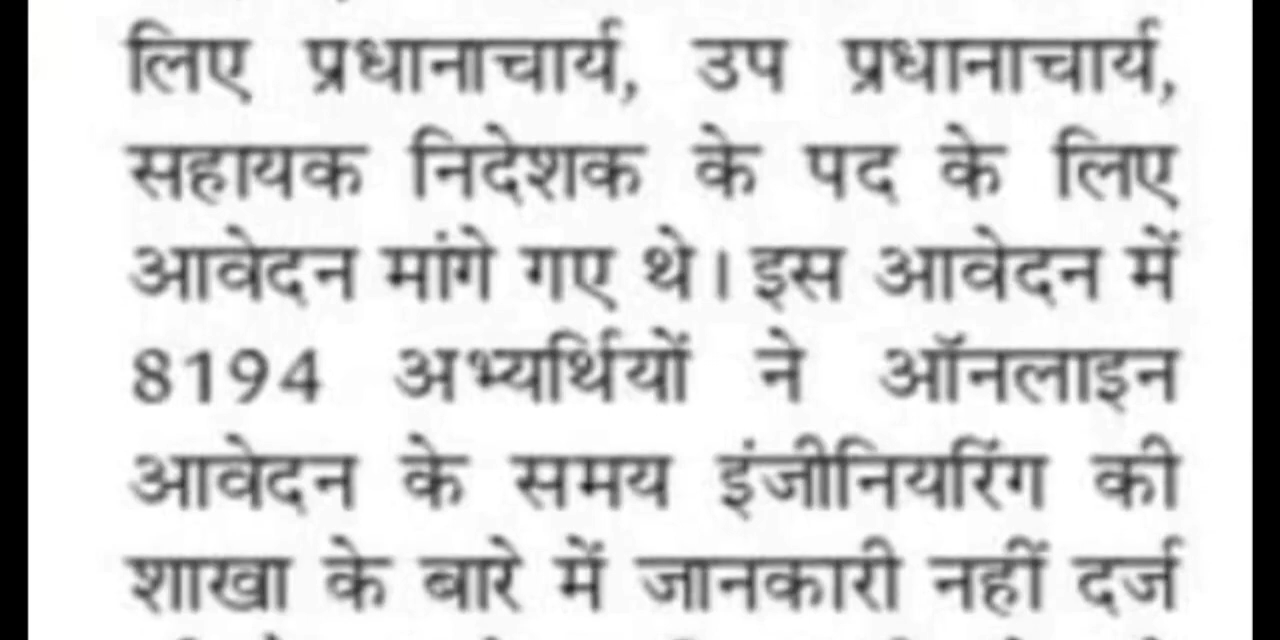 लिए प्रधानाचार्य, उप प्रधानाचार्य,
सहायक निदेशक के पद के लिए
आवेदन मांगे गए थे। इस आवेदन में
8194 अभ्यर्थियों ने ऑनलाइन
आवेदन के समय इंजीनियरिंग की
शाखा के बारे में जानकारी नहीं दर्ज